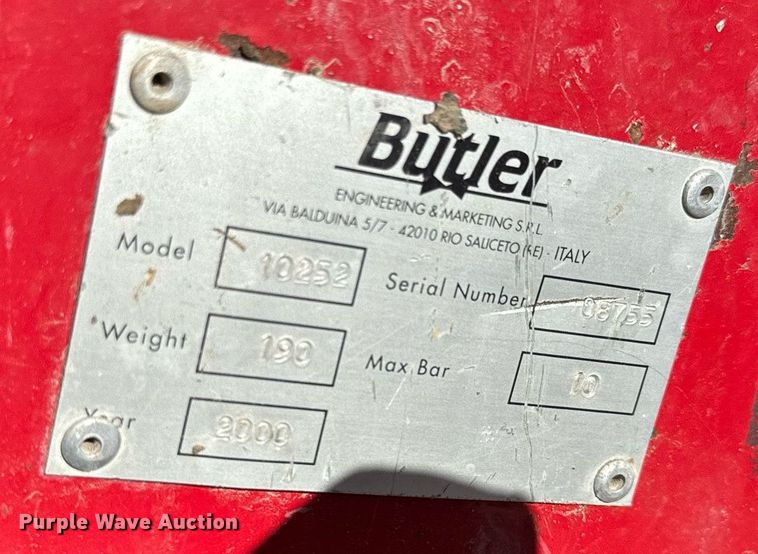 Butler
ENGINEERING & MARKETING S.R.L.
VIA BALDUINA 5/7 - 42010 RIO SALICETO (RE) - ITALY
Model 10252 Serial Number 08755
Weight 190 Max Bar 10
Year 2000
Purple Wave Auction